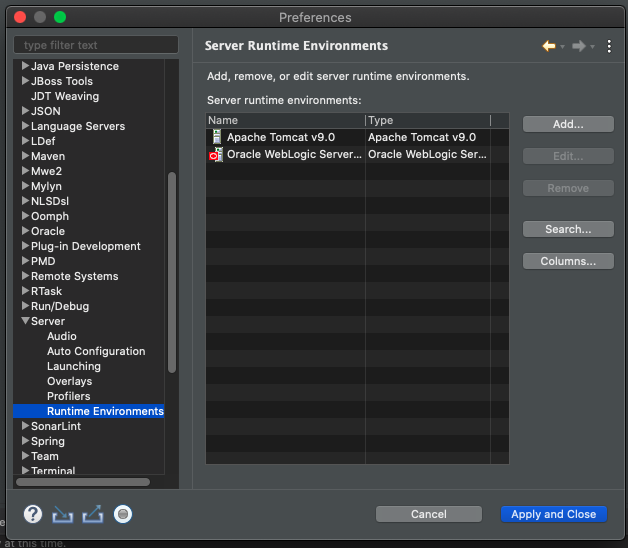 Preferences
type filter text
Java Persistence
JBoss Tools
JDT Weaving
JSON
Language Servers
LDef
Maven
Mwe2
Mylyn
NLSDsl
Oomph
Oracle
Plug-in Development
PMD
Remote Systems
RTask
Run/Debug
Server
Audio
Auto Configuration
Launching
Overlays
Profilers
Runtime Environments
SonarLint
Spring
Team
Terminal
Server Runtime Environments
Add, remove, or edit server runtime environments.
Server runtime environments:
Name Type
Apache Tomcat v9.0 Apache Tomcat v9.0
Oracle WebLogic Server... Oracle WebLogic Ser...
Add...
Edit...
Remove
Search...
Columns...
?
Cancel
Apply and Close
at this time.